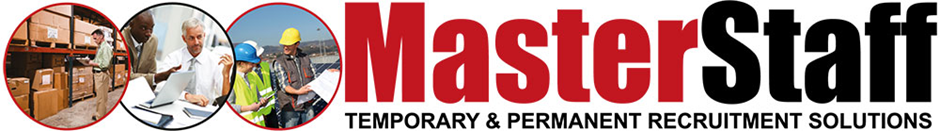 MasterStaff
TEMPORARY & PERMANENT RECRUITMENT SOLUTIONS